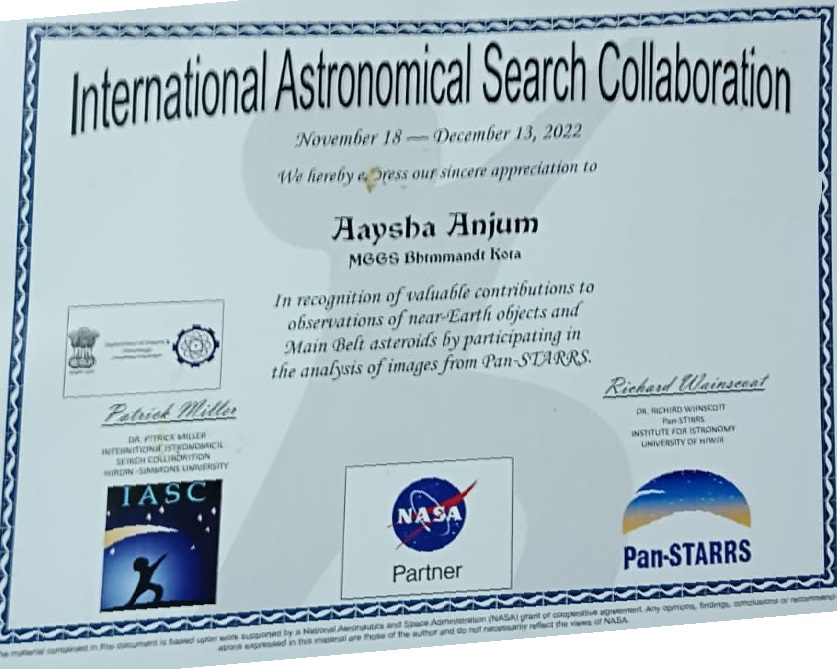 International Astronomical Search Collaboration
November 18 — December 13, 2022
We hereby express our sincere appreciation to
Aaysha Anjum
MGGS Bhimmandi Kota
In recognition of valuable contributions to
observations of near-Earth objects and
Main Belt asteroids by participating in
the analysis of images from Pan-STARRS.
Patrick Miller
DR. PATRICK MILLER
INTERNATIONAL ASTRONOMICAL
SEARCH COLLABORATION
HARDIN-SIMMONS UNIVERSITY
Richard Wainscoat
DR. RICHARD WAINSCOAT
Pan-STARRS
INSTITUTE FOR ASTRONOMY
UNIVERSITY OF HAWAII
IASC
NASA
Partner
Pan-STARRS
The material contained in this document is based upon work supported by a National Aeronautics and Space Administration (NASA) grant or cooperative agreement. Any opinions, findings, conclusions or recommend
ations expressed in this material are those of the author and do not necessarily reflect the views of NASA.